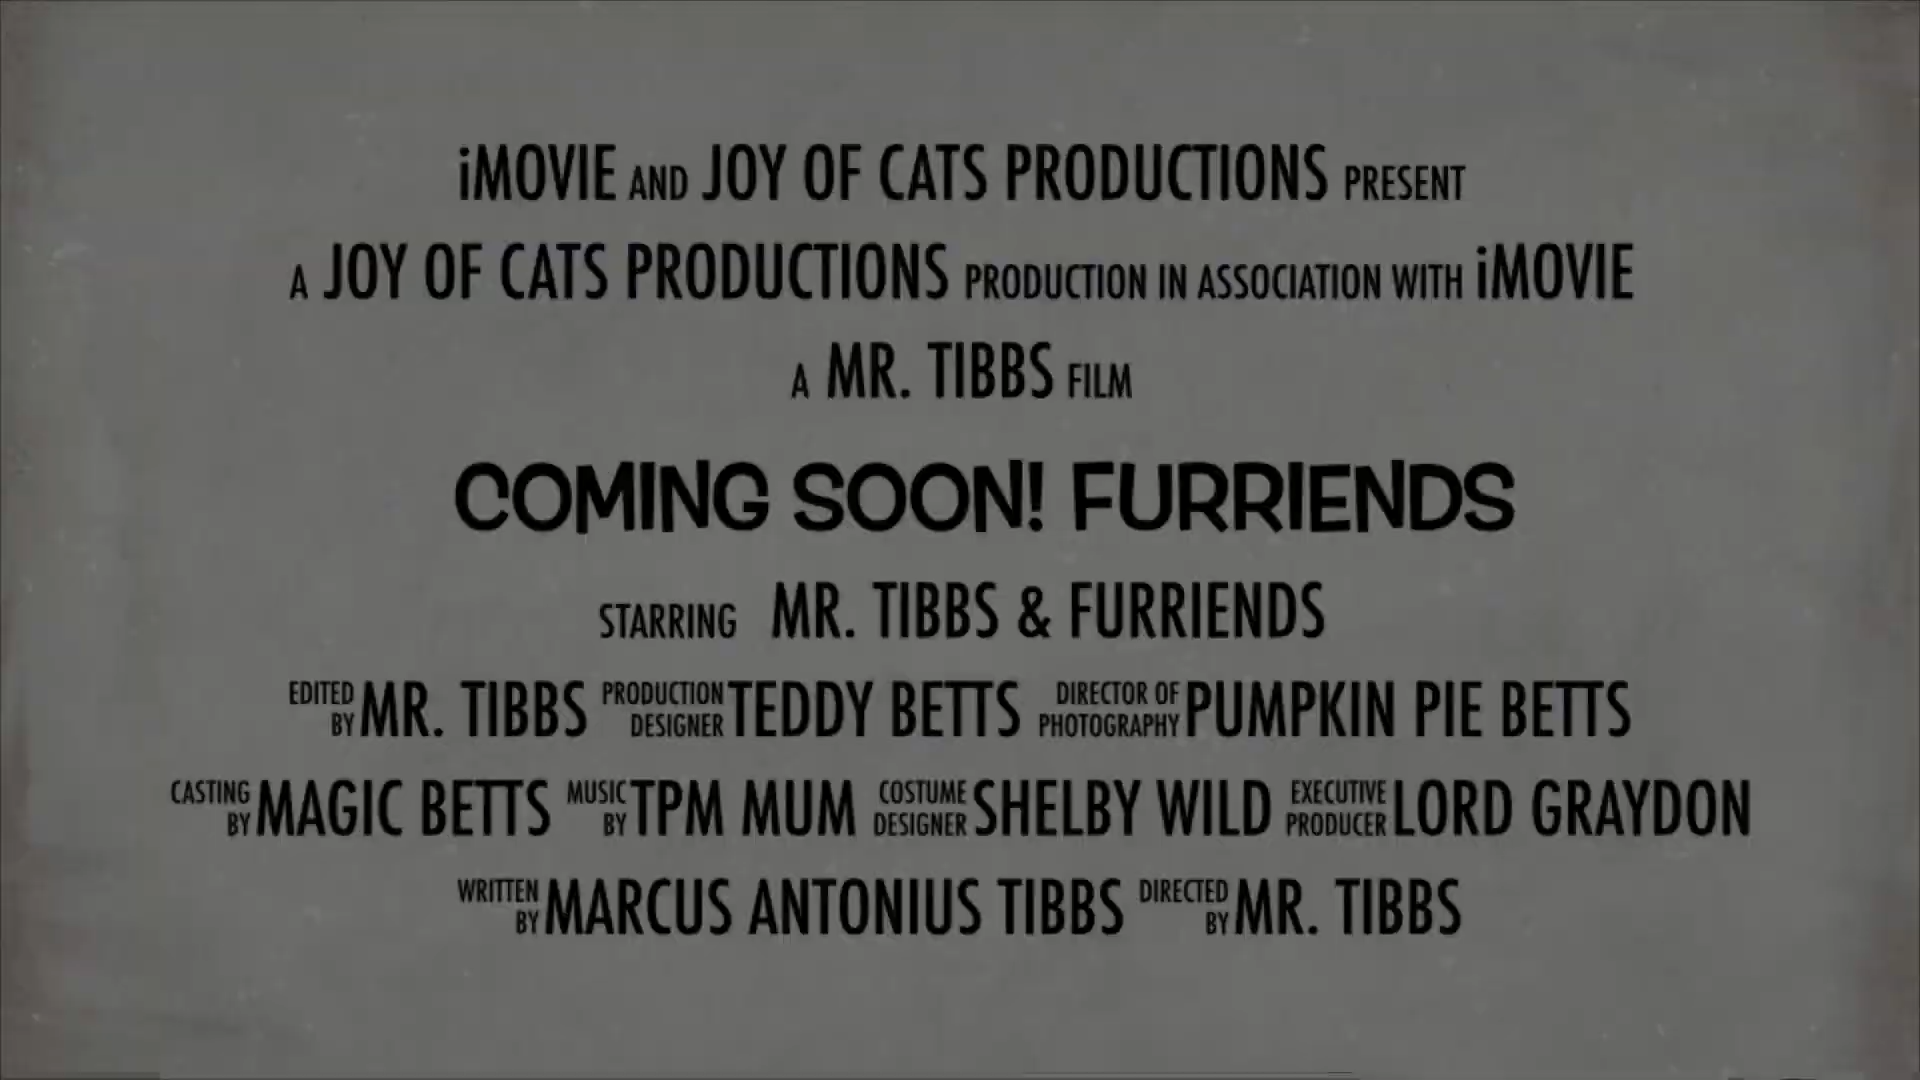 iMOVIE AND JOY OF CATS PRODUCTIONS PRESENT
A JOY OF CATS PRODUCTIONS PRODUCTION IN ASSOCIATION WITH iMOVIE
A MR. TIBBS FILM
COMING SOON! FURRIENDS
STARRING MR. TIBBS & FURRIENDS
EDITED BY MR. TIBBS PRODUCTION DESIGNER TEDDY BETTS DIRECTOR OF PHOTOGRAPHY PUMPKIN PIE BETTS
CASTING BY MAGIC BETTS MUSIC BY TPM MUM COSTUME DESIGNER SHELBY WILD EXECUTIVE PRODUCER LORD GRAYDON
WRITTEN BY MARCUS ANTONIUS TIBBS DIRECTED BY MR. TIBBS